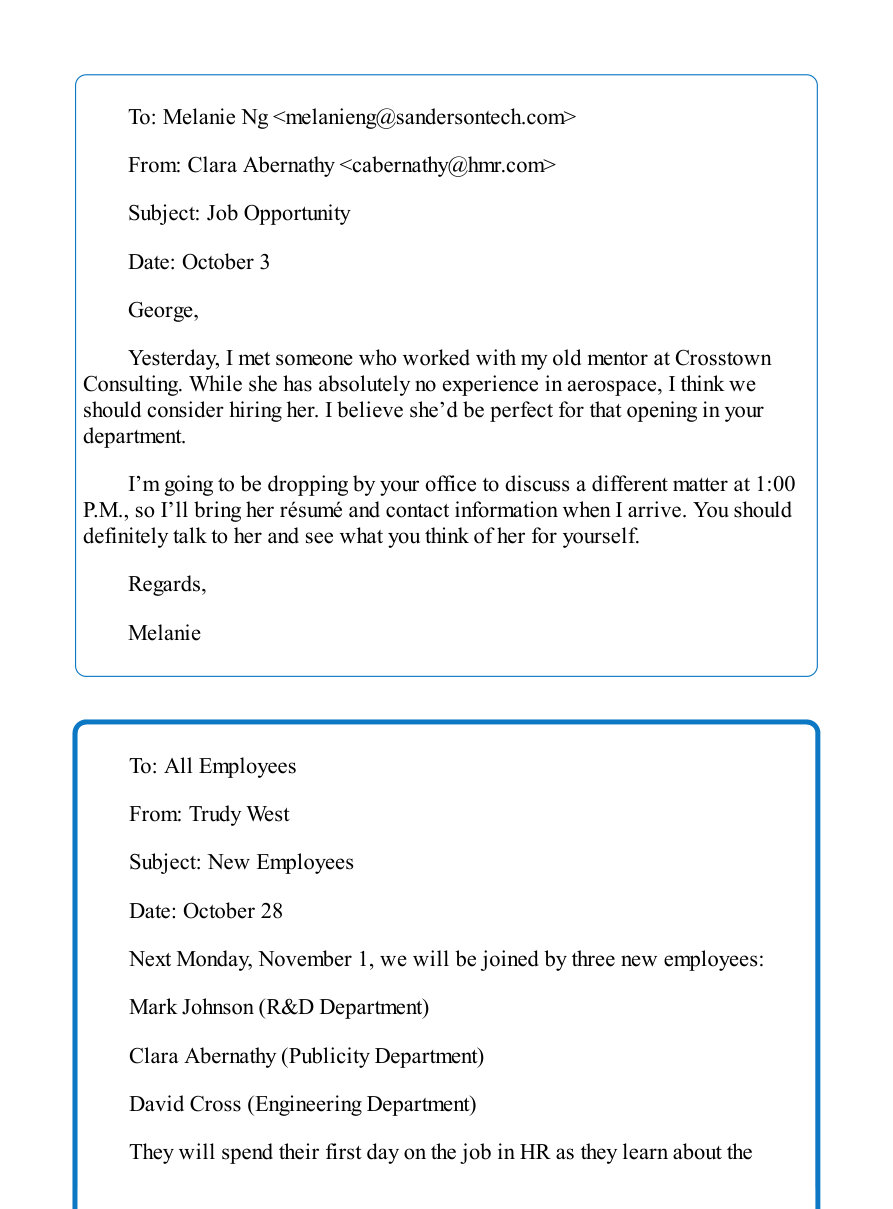 To: Melanie Ng <melanieng@sandersontech.com>
From: Clara Abernathy <cabernathy@hmr.com>
Subject: Job Opportunity
Date: October 3
George,
Yesterday, I met someone who worked with my old mentor at Crosstown
Consulting. While she has absolutely no experience in aerospace, I think we
should consider hiring her. I believe she’d be perfect for that opening in your
department.
I’m going to be dropping by your office to discuss a different matter at 1:00
P.M., so I’ll bring her résumé and contact information when I arrive. You should
definitely talk to her and see what you think of her for yourself.
Regards,
Melanie
To: All Employees
From: Trudy West
Subject: New Employees
Date: October 28
Next Monday, November 1, we will be joined by three new employees:
Mark Johnson (R&D Department)
Clara Abernathy (Publicity Department)
David Cross (Engineering Department)
They will spend their first day on the job in HR as they learn about the